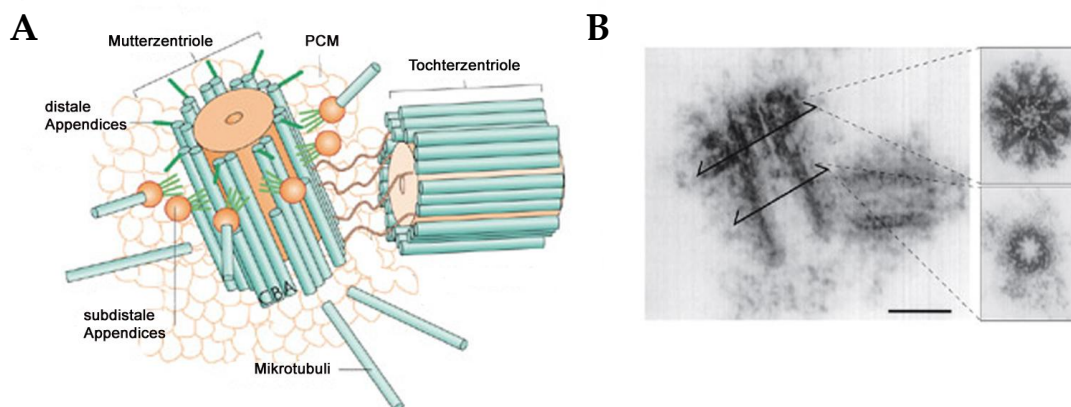 A
Mutterzentriole
PCM
Tochterzentriole
distale
Appendices
CBA
subdistale
Appendices
Mikrotubuli
B